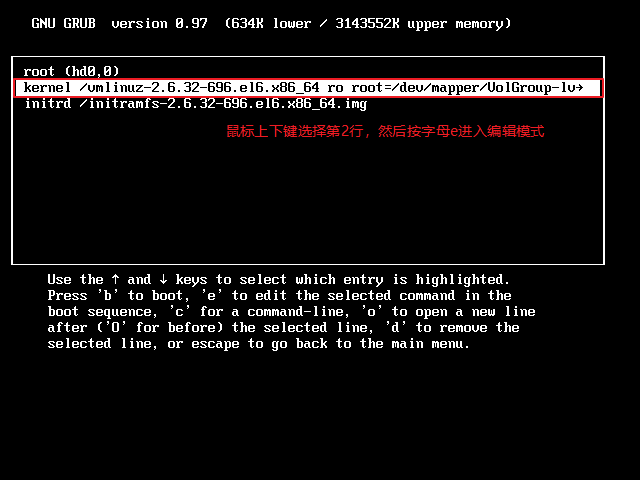 GNU GRUB  version 0.97  (634K lower / 3143552K upper memory)
root (hd0,0)
kernel /vmlinuz-2.6.32-696.el6.x86_64 ro root=/dev/mapper/VolGroup-lv→
initrd /initramfs-2.6.32-696.el6.x86_64.img
鼠标上下键选择第2行，然后按字母e进入编辑模式
Use the ↑ and ↓ keys to select which entry is highlighted.
Press 'b' to boot, 'e' to edit the selected command in the
boot sequence, 'c' for a command-line, 'o' to open a new line
after ('O' for before) the selected line, 'd' to remove the
selected line, or escape to go back to the main menu.